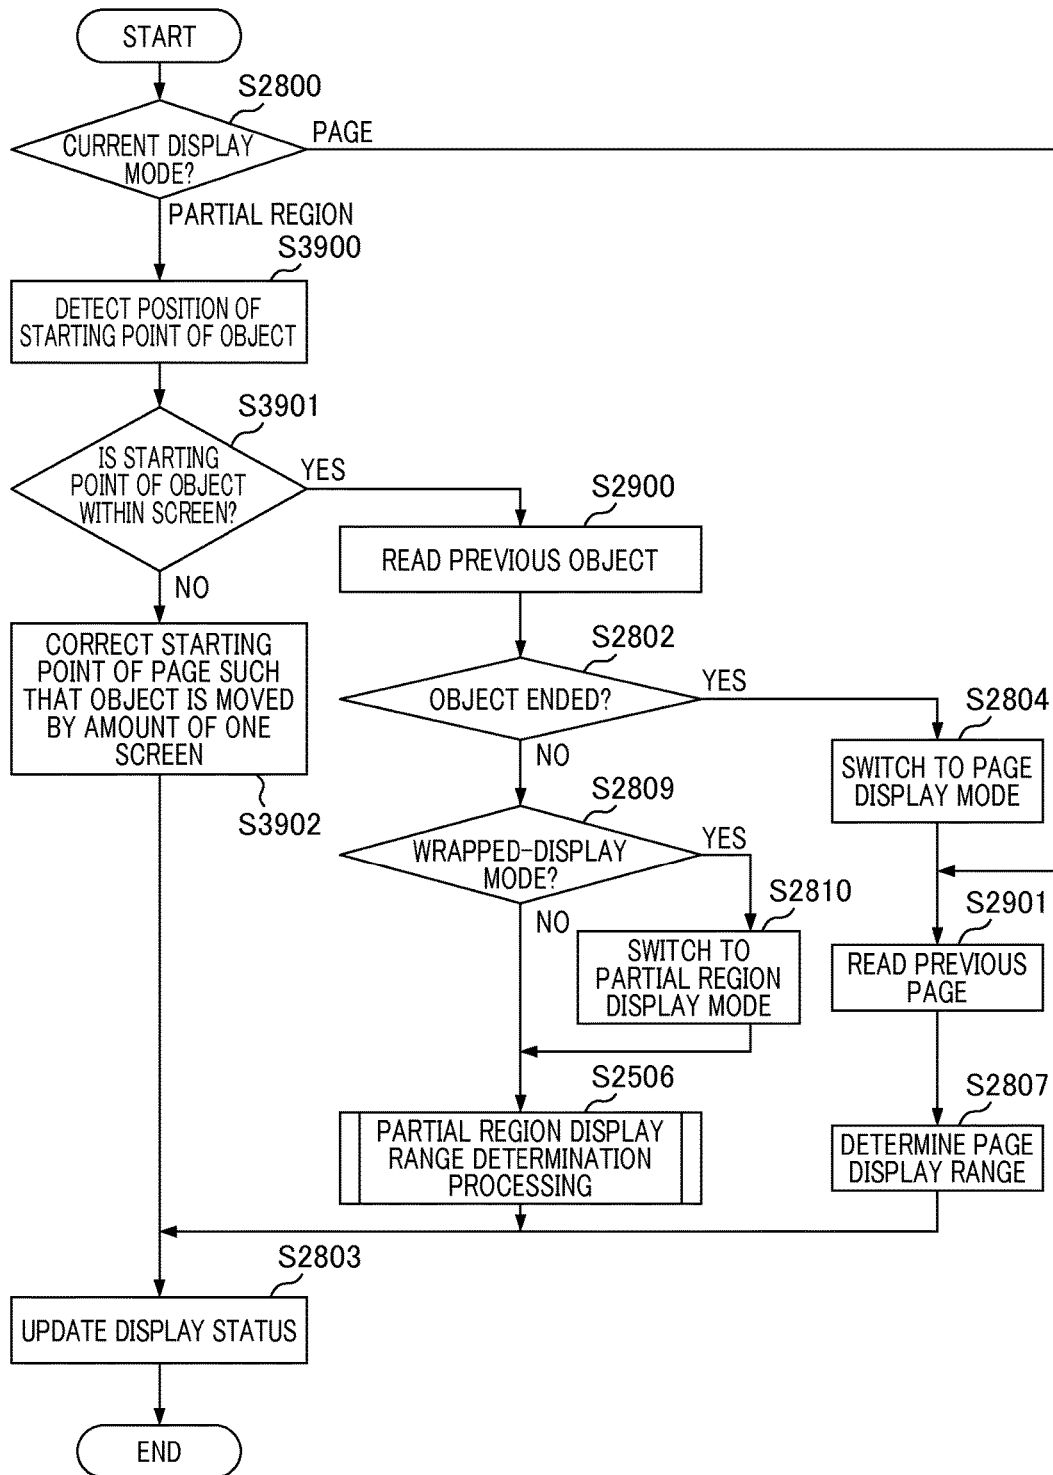 START
S2800
CURRENT DISPLAY
MODE?
PAGE
PARTIAL REGION
S3900
DETECT POSITION OF
STARTING POINT OF OBJECT
S3901
IS STARTING
POINT OF OBJECT
WITHIN SCREEN?
YES
NO
S2900
READ PREVIOUS OBJECT
CORRECT STARTING
POINT OF PAGE SUCH
THAT OBJECT IS MOVED
BY AMOUNT OF ONE
SCREEN
S3902
S2802
OBJECT ENDED?
YES
NO
S2804
SWITCH TO PAGE
DISPLAY MODE
S2809
WRAPPED-DISPLAY
MODE?
YES
NO
S2810
SWITCH TO
PARTIAL REGION
DISPLAY MODE
S2901
READ PREVIOUS
PAGE
S2506
PARTIAL REGION DISPLAY
RANGE DETERMINATION
PROCESSING
S2807
DETERMINE PAGE
DISPLAY RANGE
S2803
UPDATE DISPLAY STATUS
END